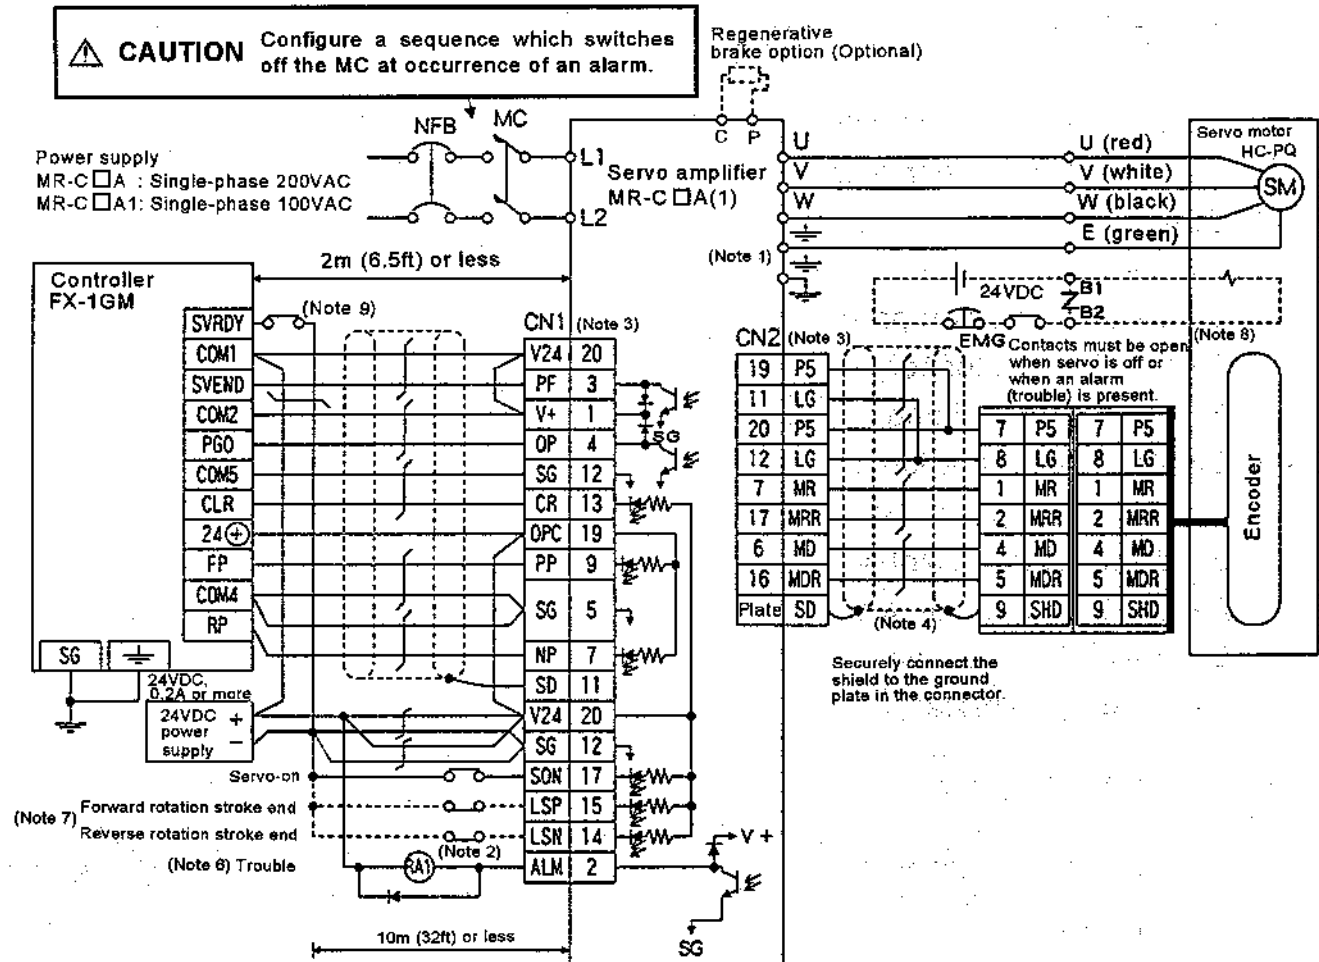 ⚠ CAUTION Configure a sequence which switches
off the MC at occurrence of an alarm.
Regenerative
brake option (Optional)
C P
NFB MC
Power supply
MR-C□A : Single-phase 200VAC
MR-C□A1: Single-phase 100VAC
L1
L2
Servo amplifier
MR-C□A(1)
U
V
W
U (red)
V (white)
W (black)
E (green)
(Note 1)
Servo motor
HC-PQ
SM
24VDC
B1
B2
EMG
Contacts must be open
when servo is off or
when an alarm
(trouble) is present.
(Note 8)
2m (6.5ft) or less
Controller
FX-1GM
(Note 9)
SVRDY
COM1
SVEND
COM2
PGO
COM5
CLR
24⊕
FP
COM4
RP
SG
24VDC,
0.2A or more
24VDC +
power
supply −
CN1 (Note 3)
V24 20
PF 3
V+ 1
OP 4
SG 12
CR 13
OPC 19
PP 9
SG 5
NP 7
SD 11
V24 20
SG 12
SON 17
LSP 15
LSN 14
ALM 2
SG
Servo-on
(Note 7) Forward rotation stroke end
Reverse rotation stroke end
(Note 2)
(Note 6) Trouble
RA1
V +
SG
10m (32ft) or less
CN2 (Note 3)
19 P5
11 LG
20 P5
12 LG
7 MR
17 MRR
6 MD
16 MDR
Plate SD
(Note 4)
7 P5 7 P5
8 LG 8 LG
1 MR 1 MR
2 MRR 2 MRR
4 MD 4 MD
5 MDR 5 MDR
9 SHD 9 SHD
Encoder
Securely connect the
shield to the ground
plate in the connector.